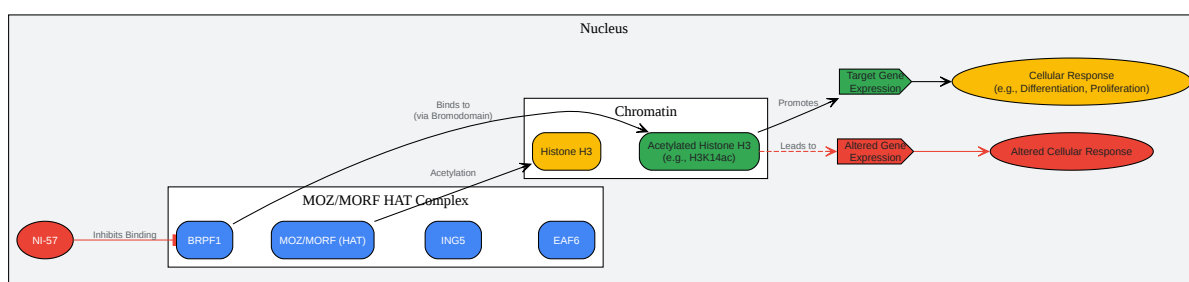 Nucleus
Target Gene
Expression
Cellular Response
(e.g., Differentiation, Proliferation)
Binds to
(via Bromodomain)
Promotes
Chromatin
Histone H3
Acetylated Histone H3
(e.g., H3K14ac)
Leads to
Altered Gene
Expression
Altered Cellular Response
Acetylation
MOZ/MORF HAT Complex
NI-57
Inhibits Binding
BRPF1
MOZ/MORF (HAT)
ING5
EAF6